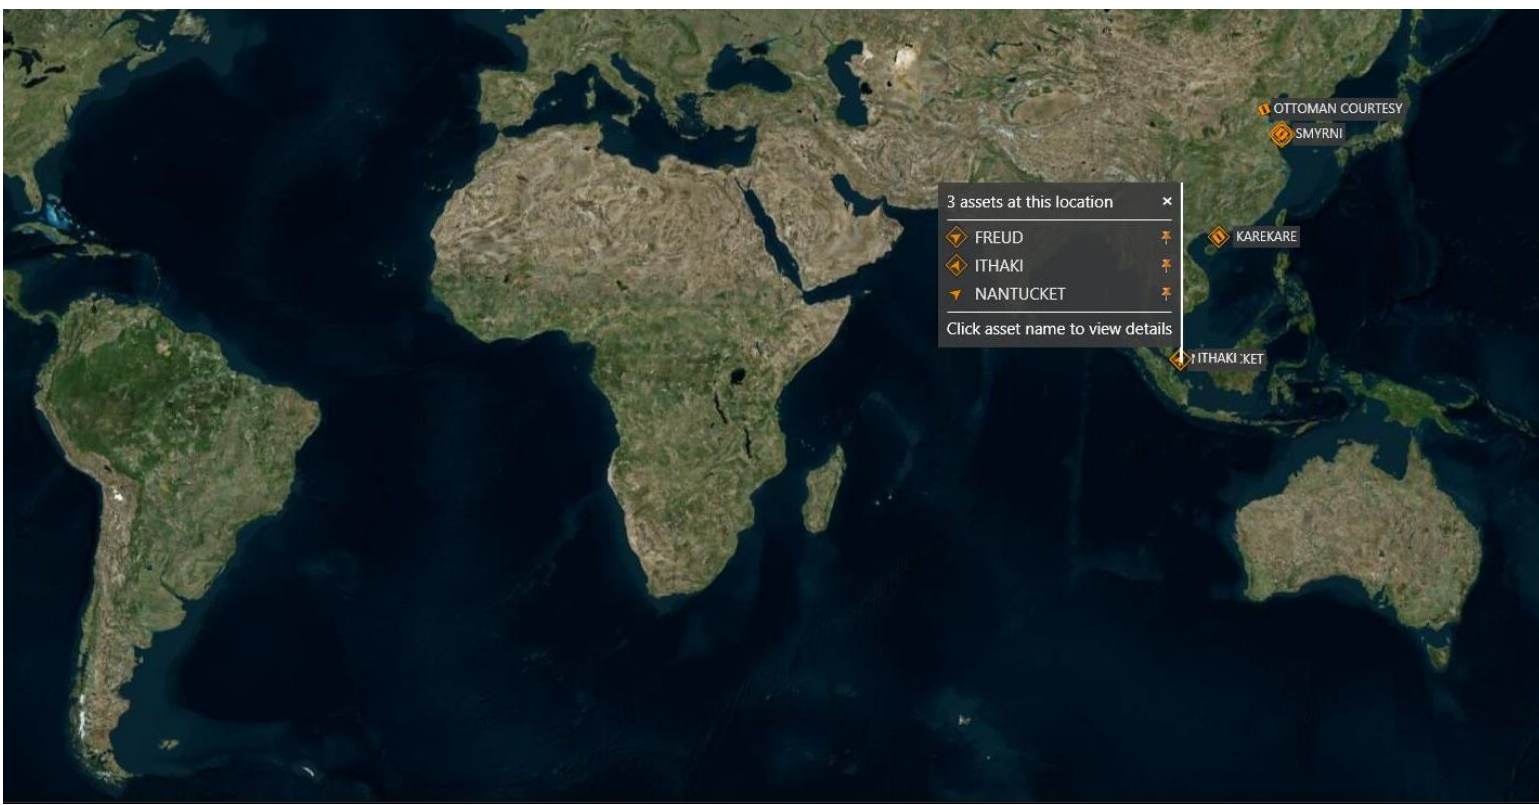 OTTOMAN COURTESY
SMYRNI
3 assets at this location ×
FREUD
ITHAKI
NANTUCKET
Click asset name to view details
KAREKARE
ITHAKI KET